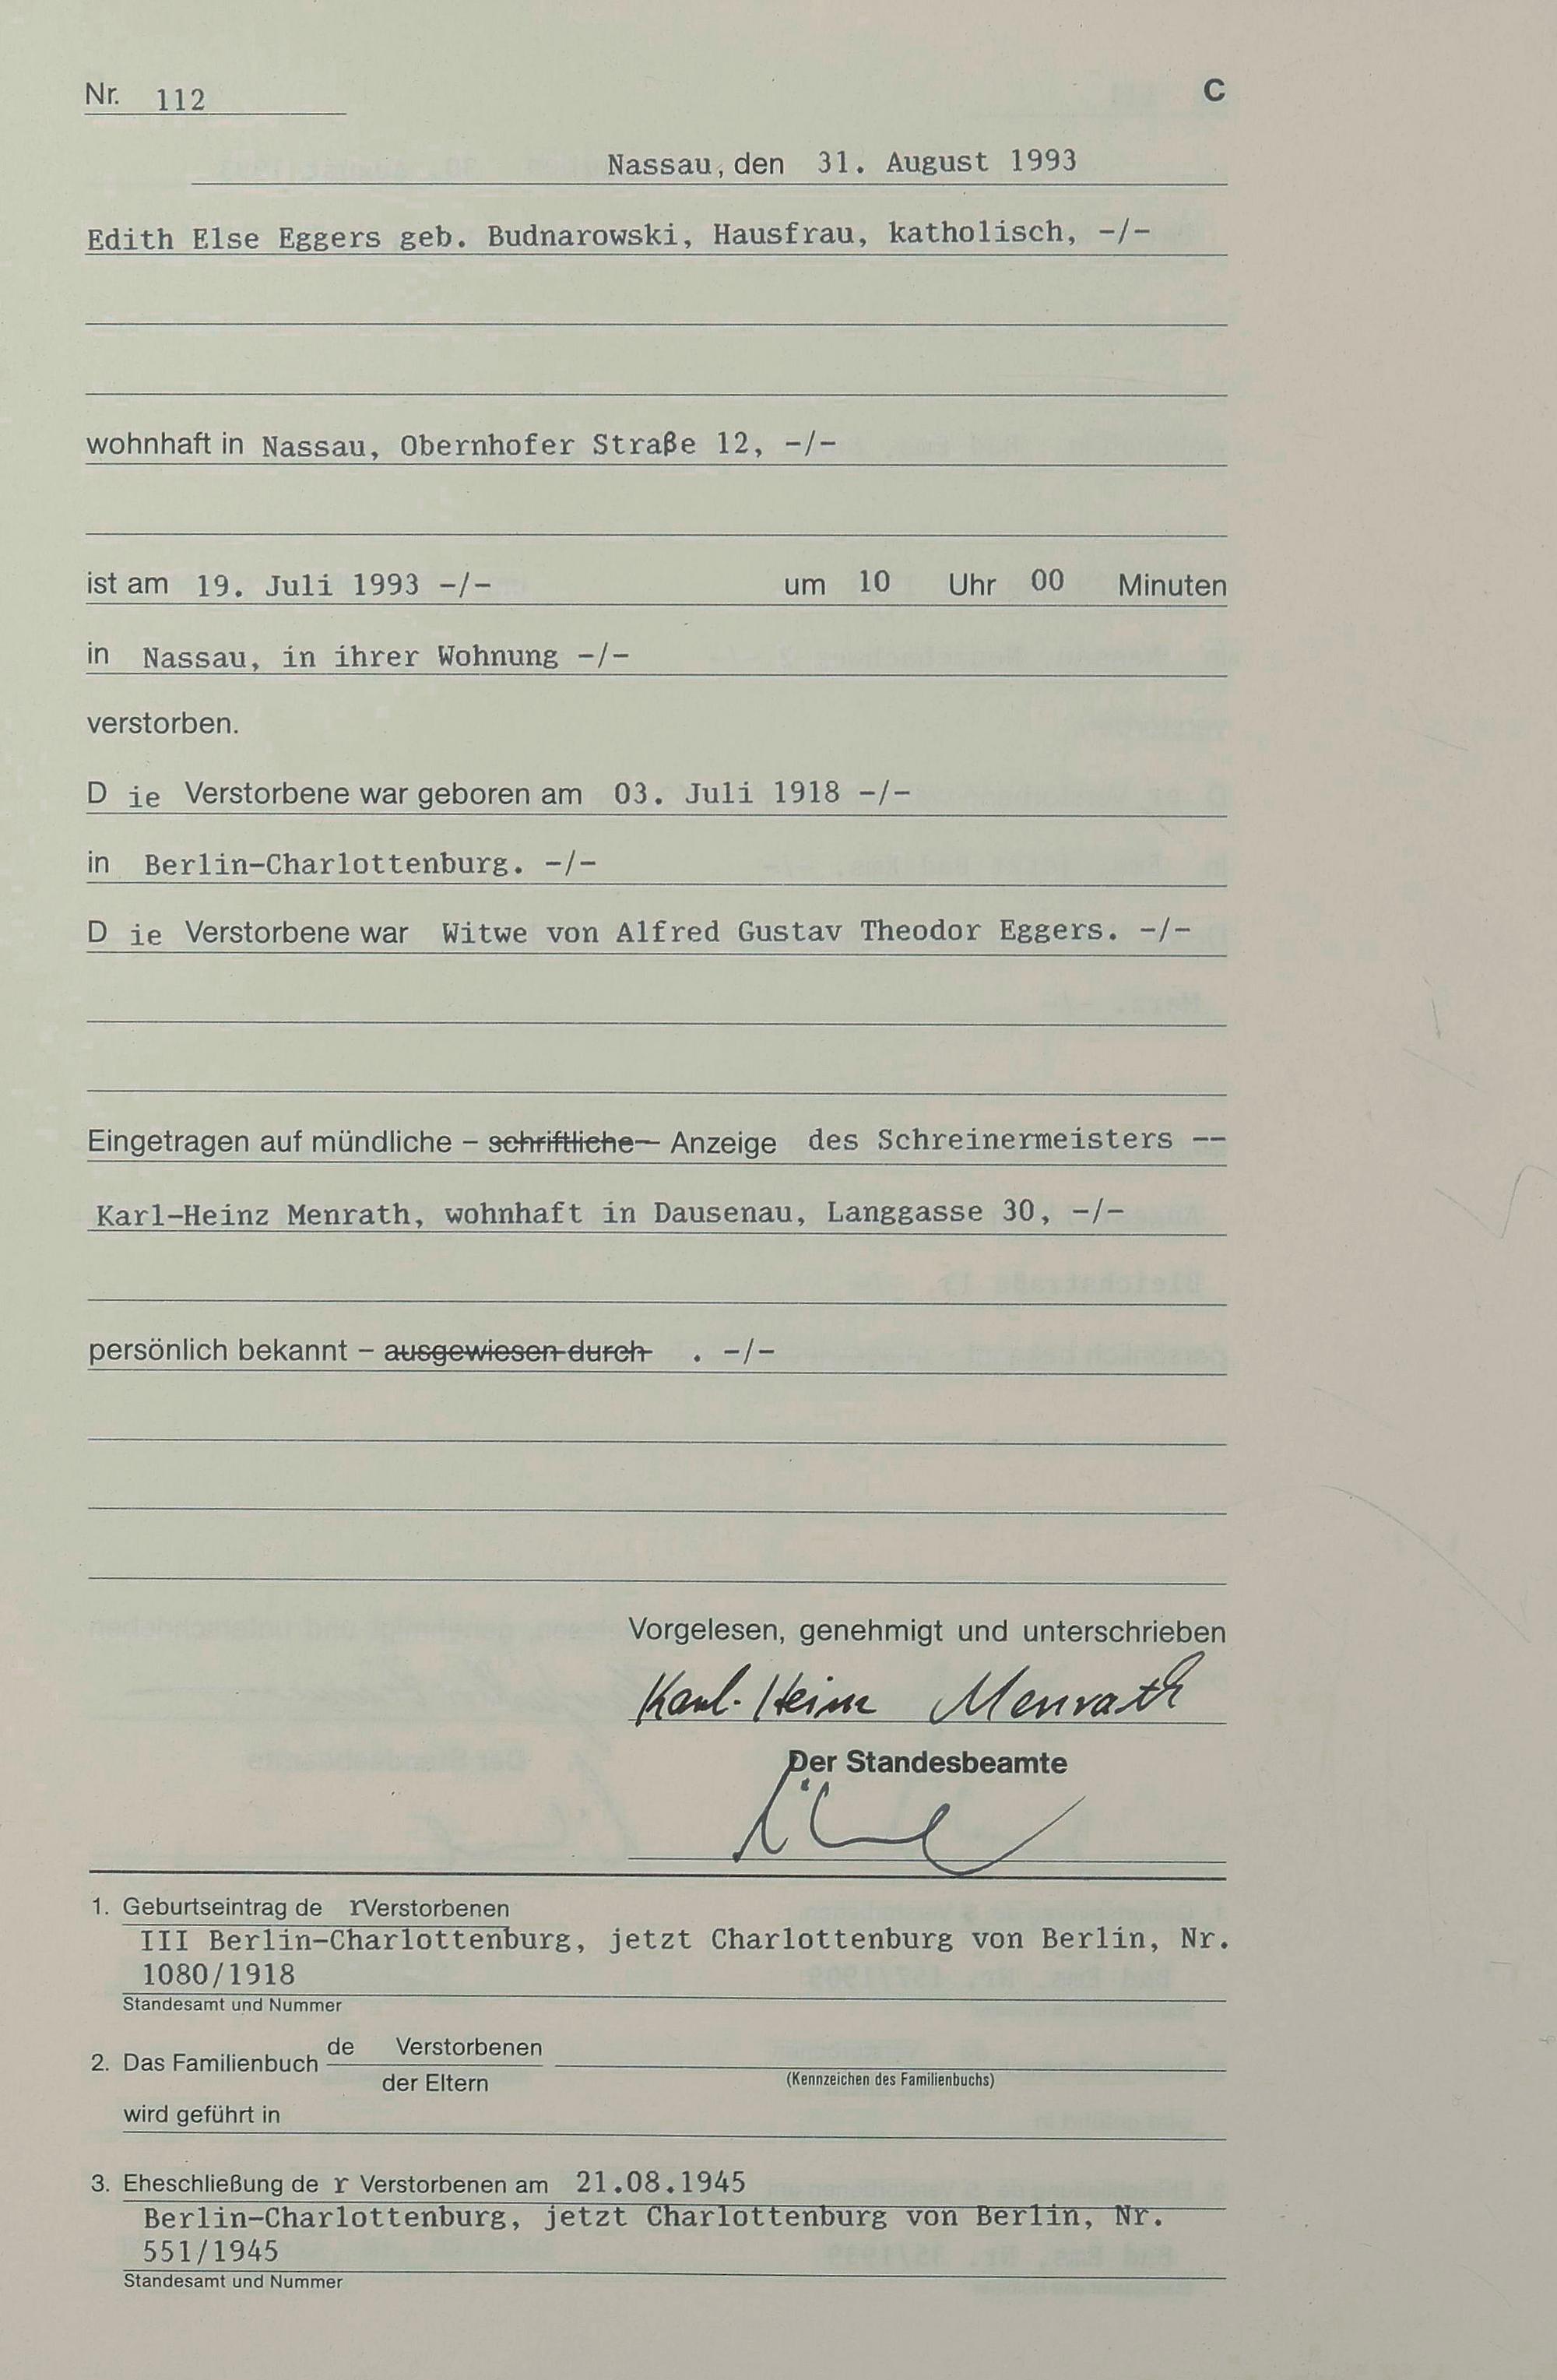 Nr. 112
C
Nassau, den 31. August 1993
Edith Else Eggers geb. Budnarowski, Hausfrau, katholisch, -/-
wohnhaft in Nassau, Obernhofer Straße 12, -/-
ist am 19. Juli 1993 -/- um 10 Uhr 00 Minuten
in Nassau, in ihrer Wohnung -/-
verstorben.
D ie Verstorbene war geboren am 03. Juli 1918 -/-
in Berlin-Charlottenburg. -/-
D ie Verstorbene war Witwe von Alfred Gustav Theodor Eggers. -/-
Eingetragen auf mündliche – schriftliche – Anzeige des Schreinermeisters --
Karl-Heinz Menrath, wohnhaft in Dausenau, Langgasse 30, -/-
persönlich bekannt – ausgewiesen durch . -/-
Vorgelesen, genehmigt und unterschrieben
Karl-Heinz Menrath
Der Standesbeamte
1. Geburtseintrag de r Verstorbenen
III Berlin-Charlottenburg, jetzt Charlottenburg von Berlin, Nr.
1080/1918
Standesamt und Nummer
de Verstorbenen
2. Das Familienbuch
der Eltern
(Kennzeichen des Familienbuchs)
wird geführt in
3. Eheschließung de r Verstorbenen am 21.08.1945
Berlin-Charlottenburg, jetzt Charlottenburg von Berlin, Nr.
551/1945
Standesamt und Nummer